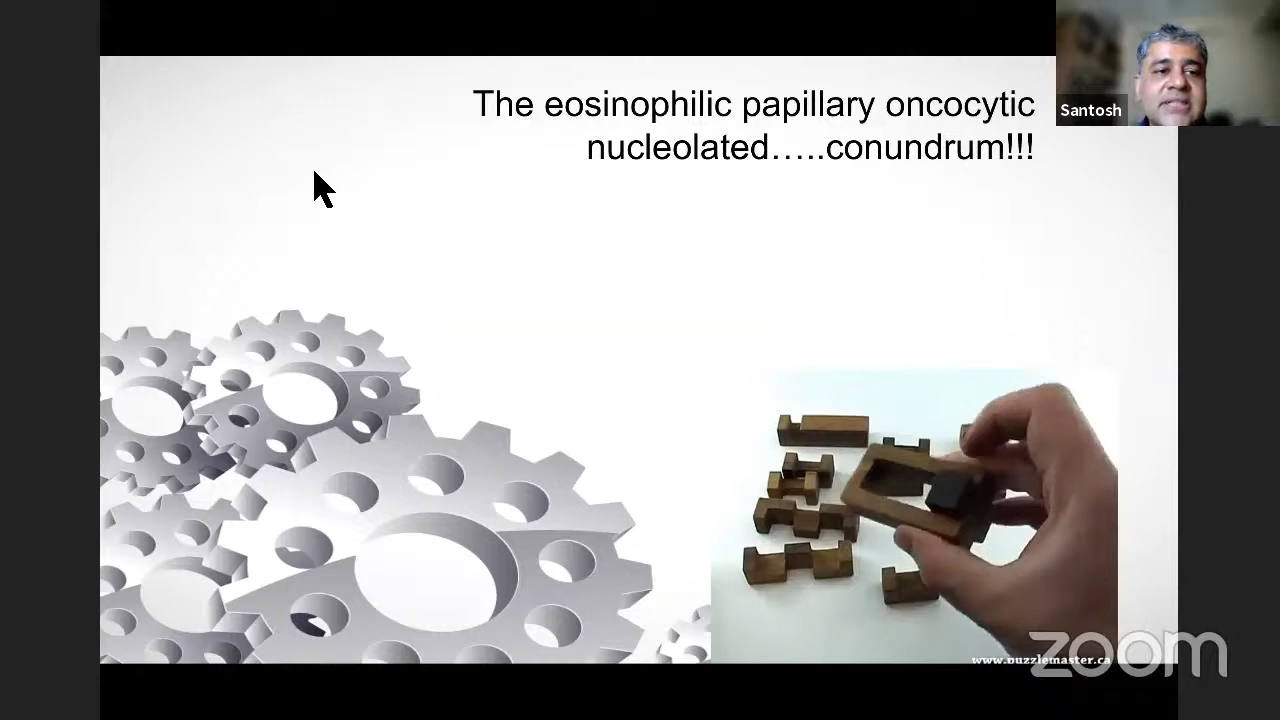 The eosinophilic papillary oncocytic
nucleolated…..conundrum!!!
Santosh
www.puzzlemaster.ca
zoom